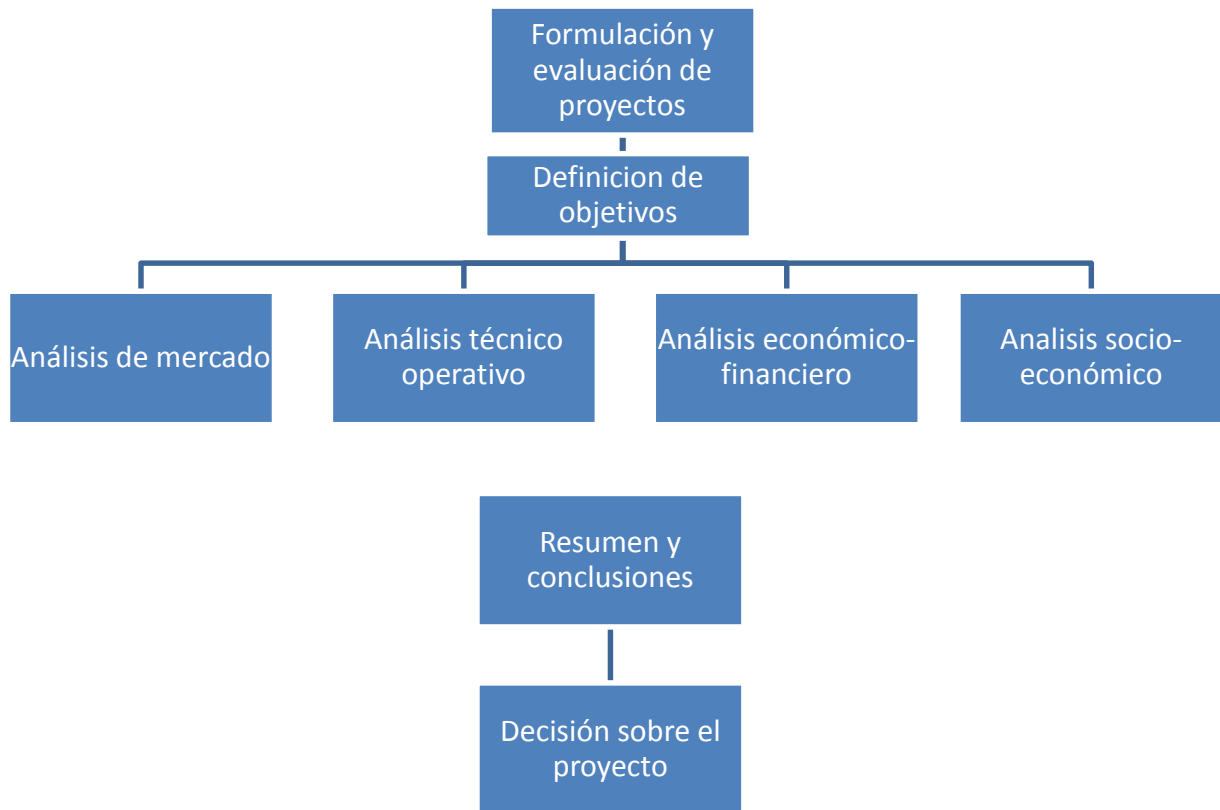 Formulación y
evaluación de
proyectos
Definicion de
objetivos
Análisis de mercado
Análisis técnico
operativo
Análisis económico-
financiero
Analisis socio-
económico
Resumen y
conclusiones
Decisión sobre el
proyecto